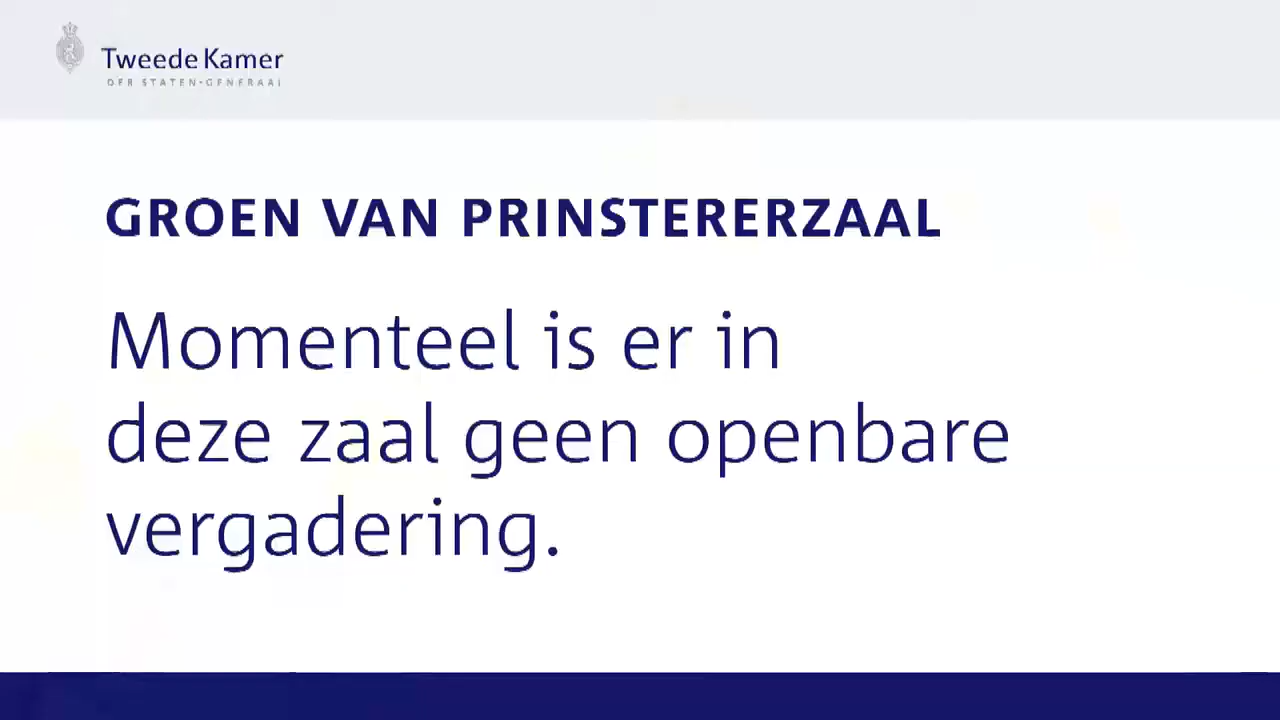 Tweede Kamer
DER STATEN-GENERAAL
GROEN VAN PRINSTERERZAAL
Momenteel is er in
deze zaal geen openbare
vergadering.